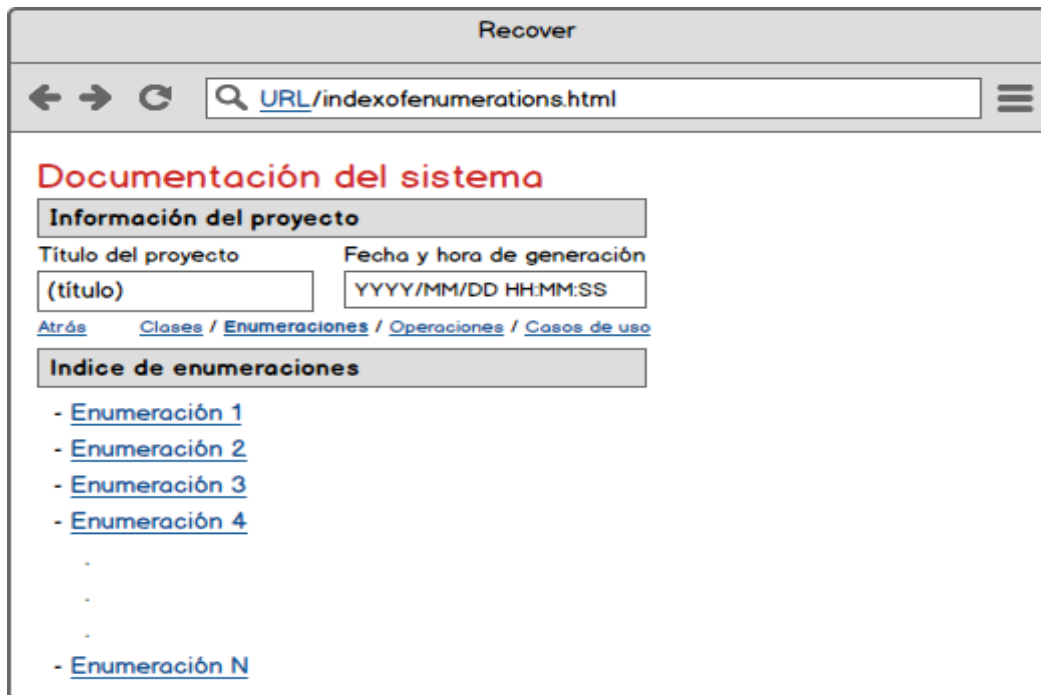 Recover
URL/indexofenumerations.html
Documentación del sistema
Información del proyecto
Título del proyecto Fecha y hora de generación
(título) YYYY/MM/DD HH:MM:SS
Atrás Clases / Enumeraciones / Operaciones / Casos de uso
Indice de enumeraciones
- Enumeración 1
- Enumeración 2
- Enumeración 3
- Enumeración 4
.
.
.
- Enumeración N